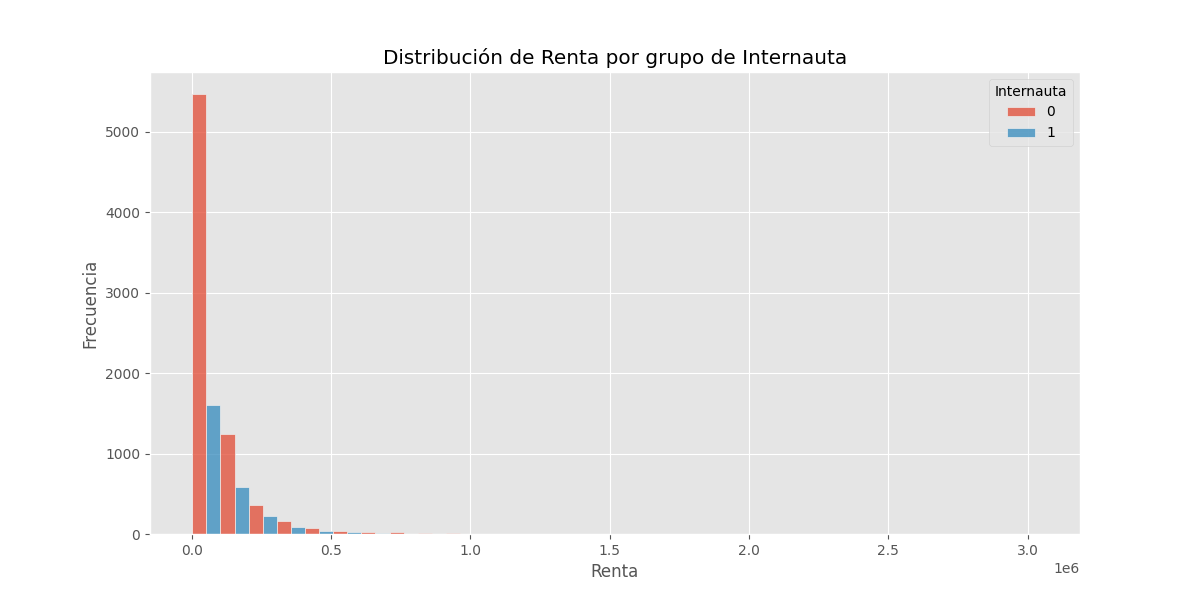 Distribución de Renta por grupo de Internauta
Internauta
0
1
5000
4000
3000
2000
1000
0
Frecuencia
0.0 0.5 1.0 1.5 2.0 2.5 3.0
1e6
Renta